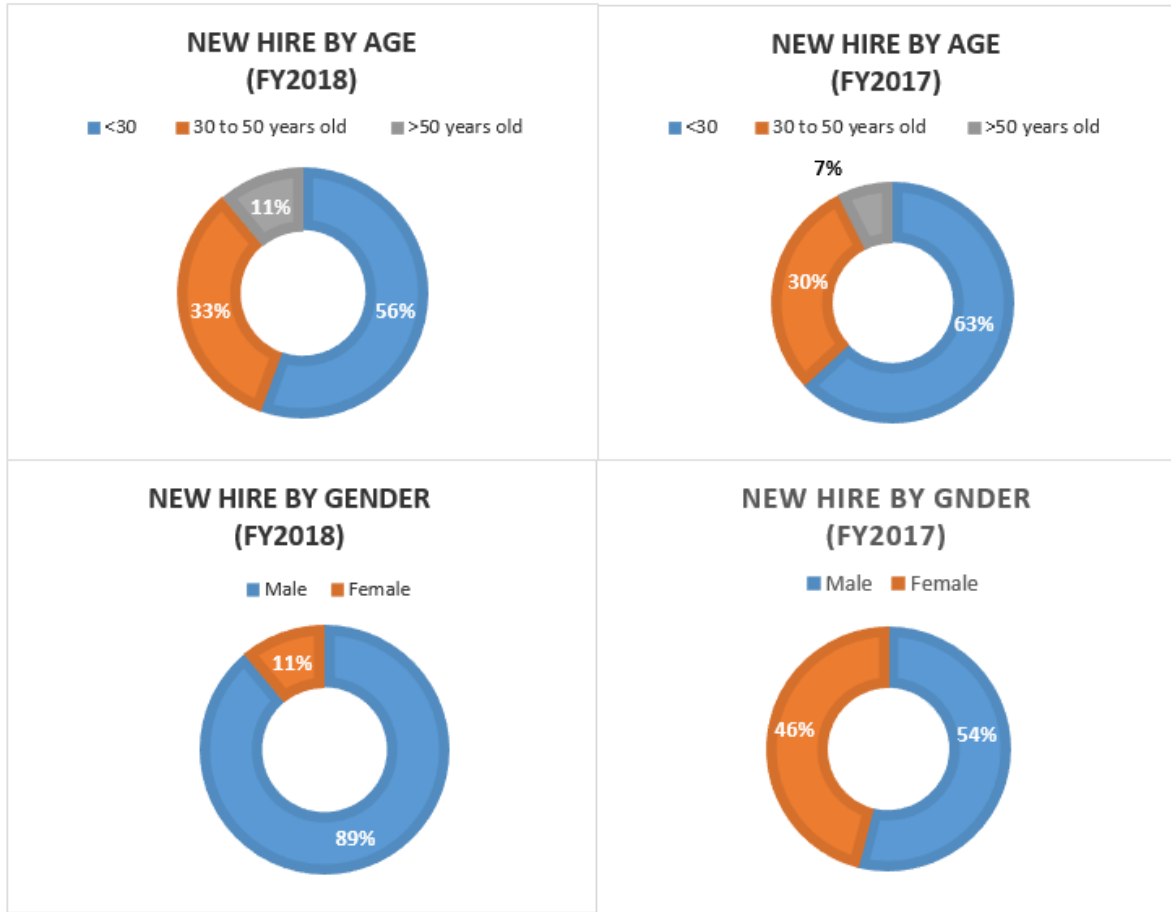 NEW HIRE BY AGE
(FY2018)
<30 30 to 50 years old >50 years old
11%
33%
56%
NEW HIRE BY AGE
(FY2017)
<30 30 to 50 years old >50 years old
7%
30%
63%
NEW HIRE BY GENDER
(FY2018)
Male Female
11%
89%
NEW HIRE BY GNDER
(FY2017)
Male Female
46%
54%